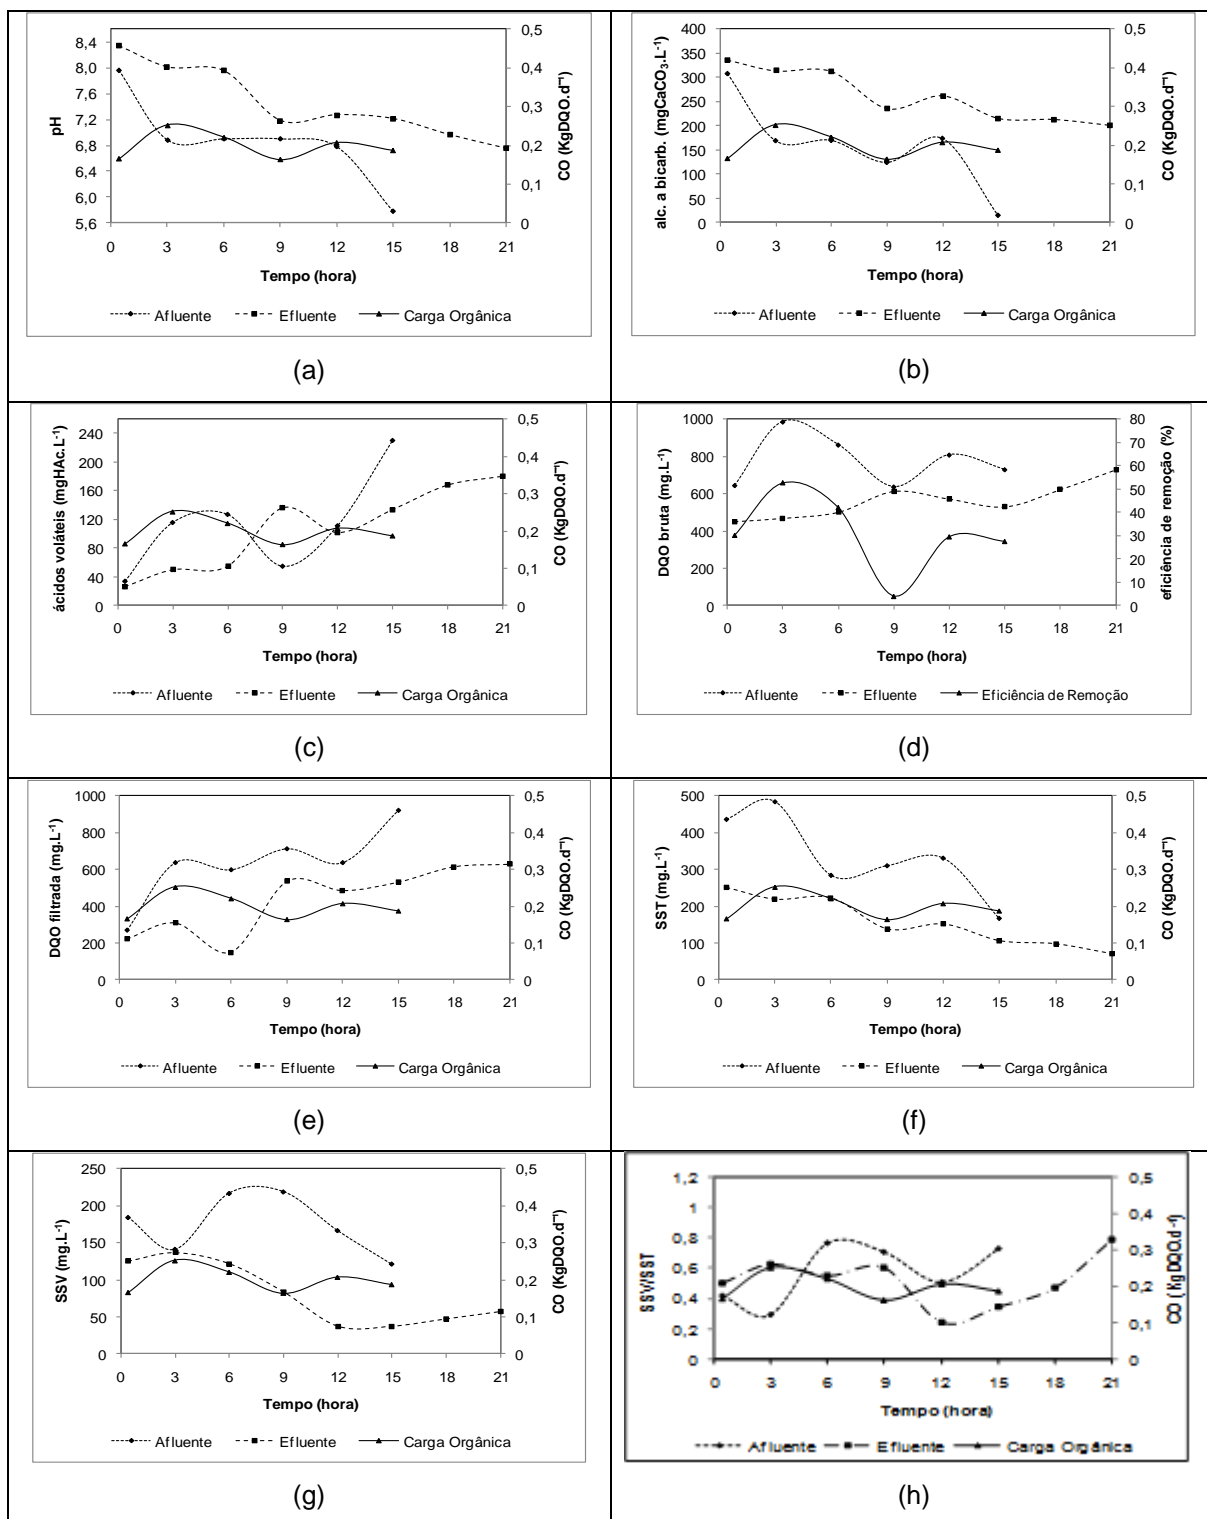 8,4
8,0
7,6
7,2
6,8
6,4
6,0
5,6
pH
0,5
0,4
0,3
0,2
0,1
0
CO (KgDQO.d⁻¹)
0 3 6 9 12 15 18 21
Tempo (hora)
Afluente Efluente Carga Orgânica
(a)
400
350
300
250
200
150
100
50
0
alc. a bicarb. (mgCaCO₃.L⁻¹)
0,5
0,4
0,3
0,2
0,1
0
CO (KgDQO.d⁻¹)
0 3 6 9 12 15 18 21
Tempo (hora)
Afluente Efluente Carga Orgânica
(b)
240
200
160
120
80
40
0
ácidos voláteis (mgHAc.L⁻¹)
0,5
0,4
0,3
0,2
0,1
0
CO (KgDQO.d⁻¹)
0 3 6 9 12 15 18 21
Tempo (hora)
Afluente Efluente Carga Orgânica
(c)
1000
800
600
400
200
0
DQO bruta (mg.L⁻¹)
80
70
60
50
40
30
20
10
0
eficiência de remoção (%)
0 3 6 9 12 15 18 21
Tempo (hora)
Afluente Efluente Eficiência de Remoção
(d)
1000
800
600
400
200
0
DQO filtrada (mg.L⁻¹)
0,5
0,4
0,3
0,2
0,1
0
CO (KgDQO.d⁻¹)
0 3 6 9 12 15 18 21
Tempo (hora)
Afluente Efluente Carga Orgânica
(e)
500
400
300
200
100
0
SST (mg.L⁻¹)
0,5
0,4
0,3
0,2
0,1
0
CO (KgDQO.d⁻¹)
0 3 6 9 12 15 18 21
Tempo (hora)
Afluente Efluente Carga Orgânica
(f)
250
200
150
100
50
0
SSV (mg.L⁻¹)
0,5
0,4
0,3
0,2
0,1
0
CO (KgDQO.d⁻¹)
0 3 6 9 12 15 18 21
Tempo (hora)
Afluente Efluente Carga Orgânica
(g)
1,2
1
0,8
0,6
0,4
0,2
0
SSV/SST
0,5
0,4
0,3
0,2
0,1
0
CO (KgDQO.d⁻¹)
0 3 6 9 12 15 18 21
Tempo (hora)
Afluente Efluente Carga Orgânica
(h)